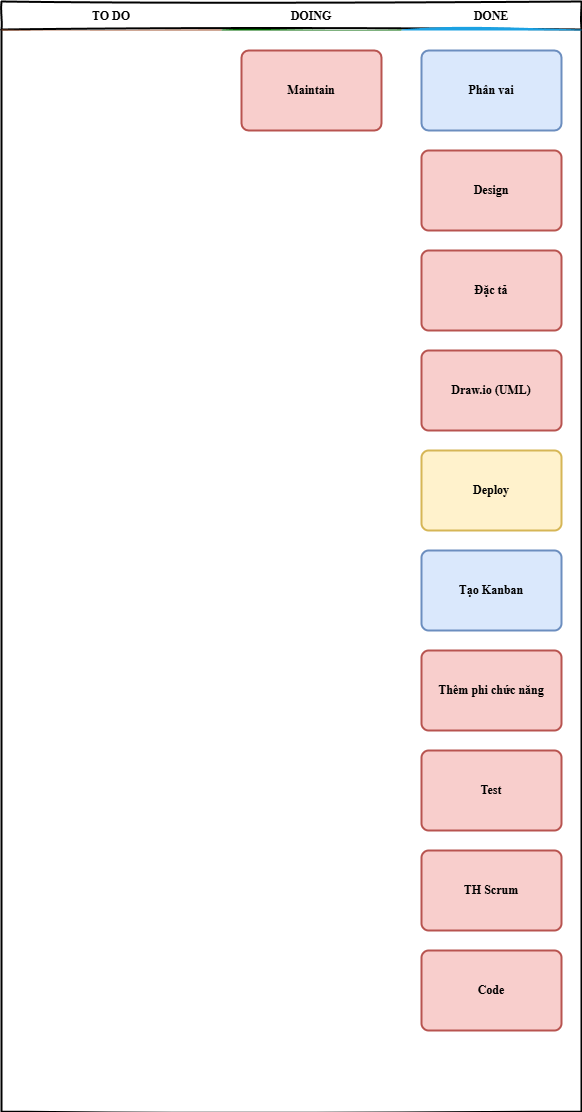 TO DO
DOING
DONE
Maintain
Phân vai
Design
Đặc tã
Draw.io (UML)
Deploy
Tạo Kanban
Thêm phi chức năng
Test
TH Scrum
Code